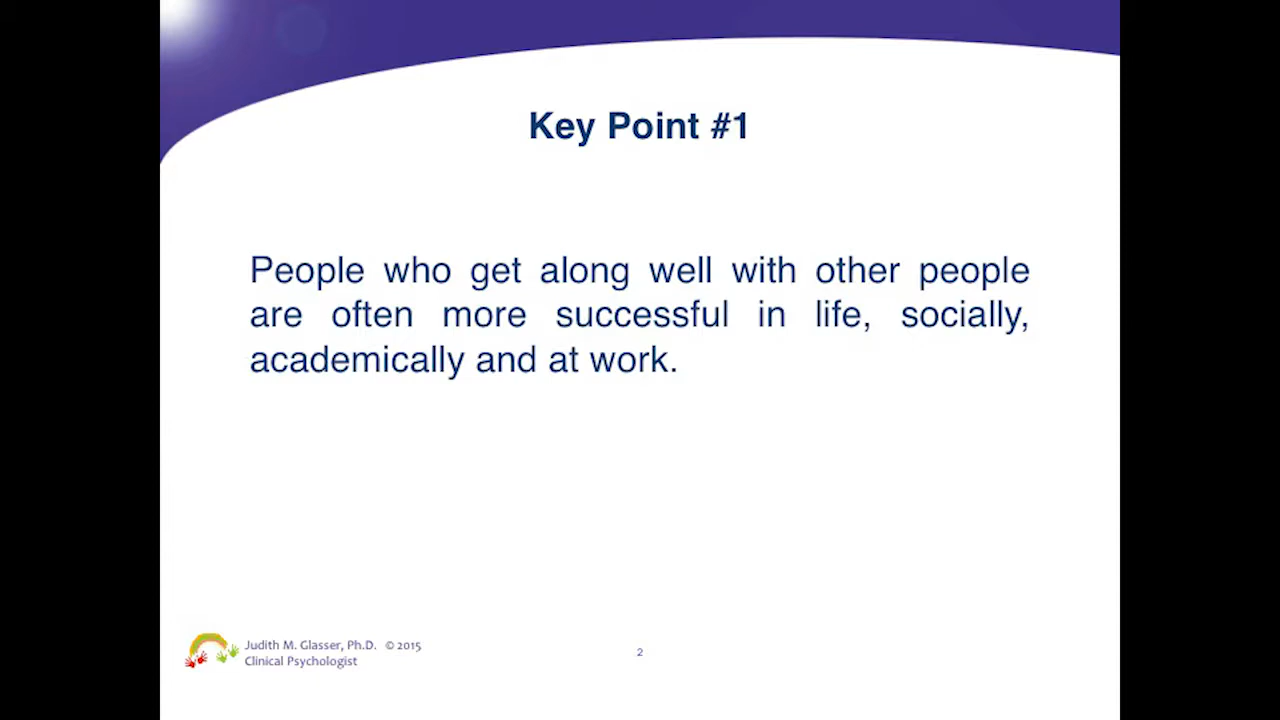 Key Point #1
People who get along well with other people
are often more successful in life, socially,
academically and at work.
Judith M. Glasser, Ph.D. © 2015
Clinical Psychologist
2